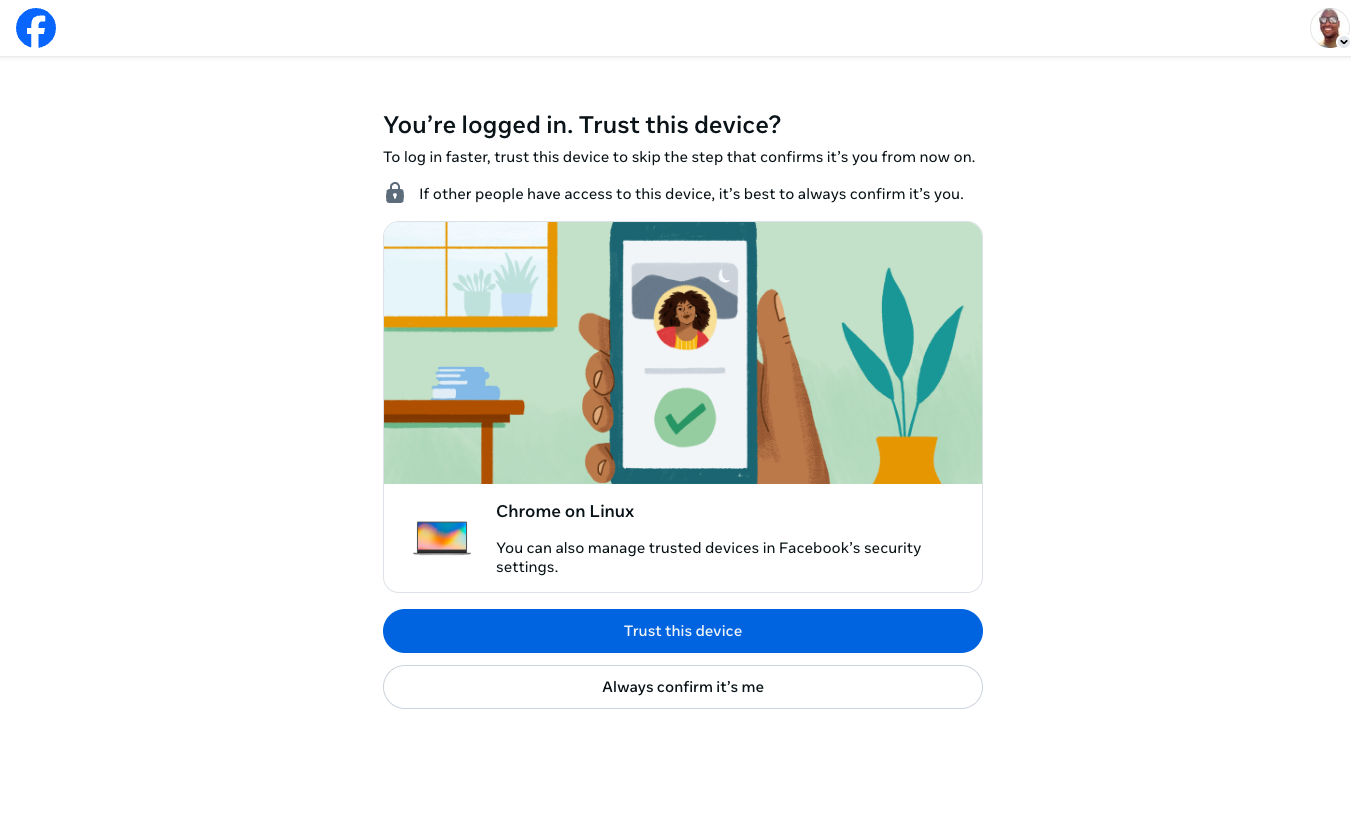 You’re logged in. Trust this device?
To log in faster, trust this device to skip the step that confirms it’s you from now on.
If other people have access to this device, it’s best to always confirm it’s you.
Chrome on Linux
You can also manage trusted devices in Facebook’s security
settings.
Trust this device
Always confirm it’s me